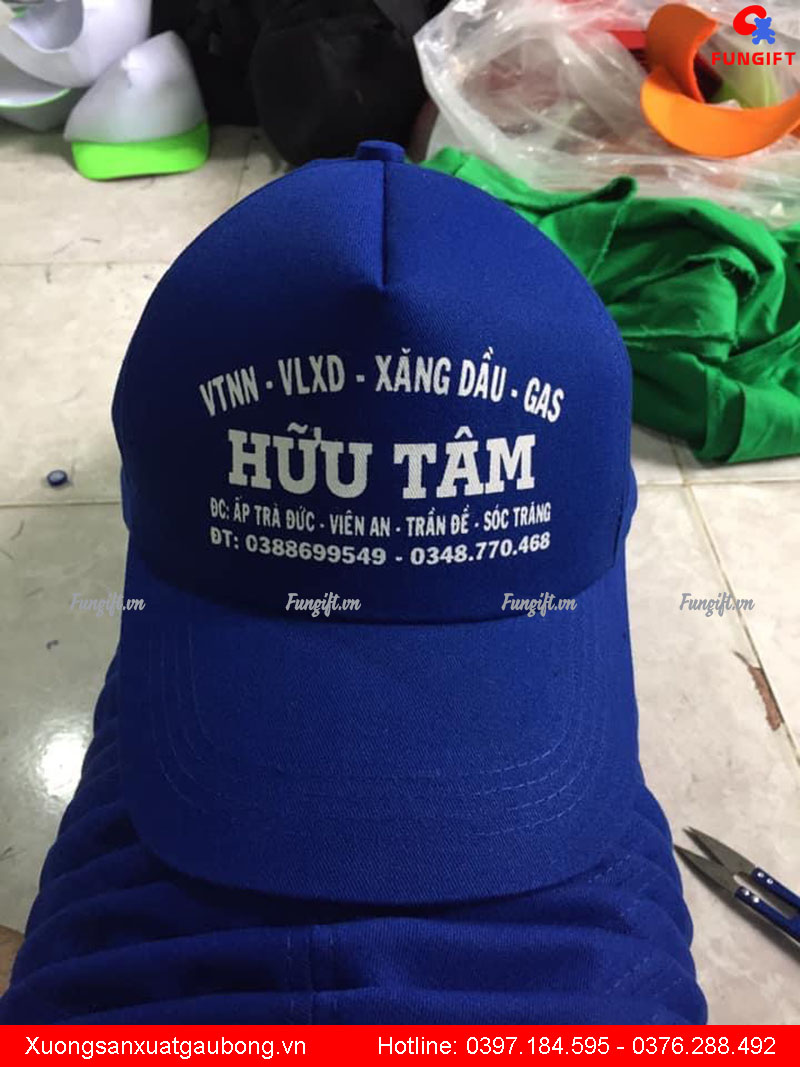 FUNGIFT
VTNN - VLXD - XĂNG DẦU - GAS
HỮU TÂM
ĐC: ẤP TRÀ ĐỨC - VIÊN AN - TRẦN ĐỀ - SÓC TRĂNG
ĐT: 0388699549 - 0348.770.468
Fungift.vn Fungift.vn Fungift.vn Fungift.vn
Xuongsanxuatgaubong.vn Hotline: 0397.184.595 - 0376.288.492